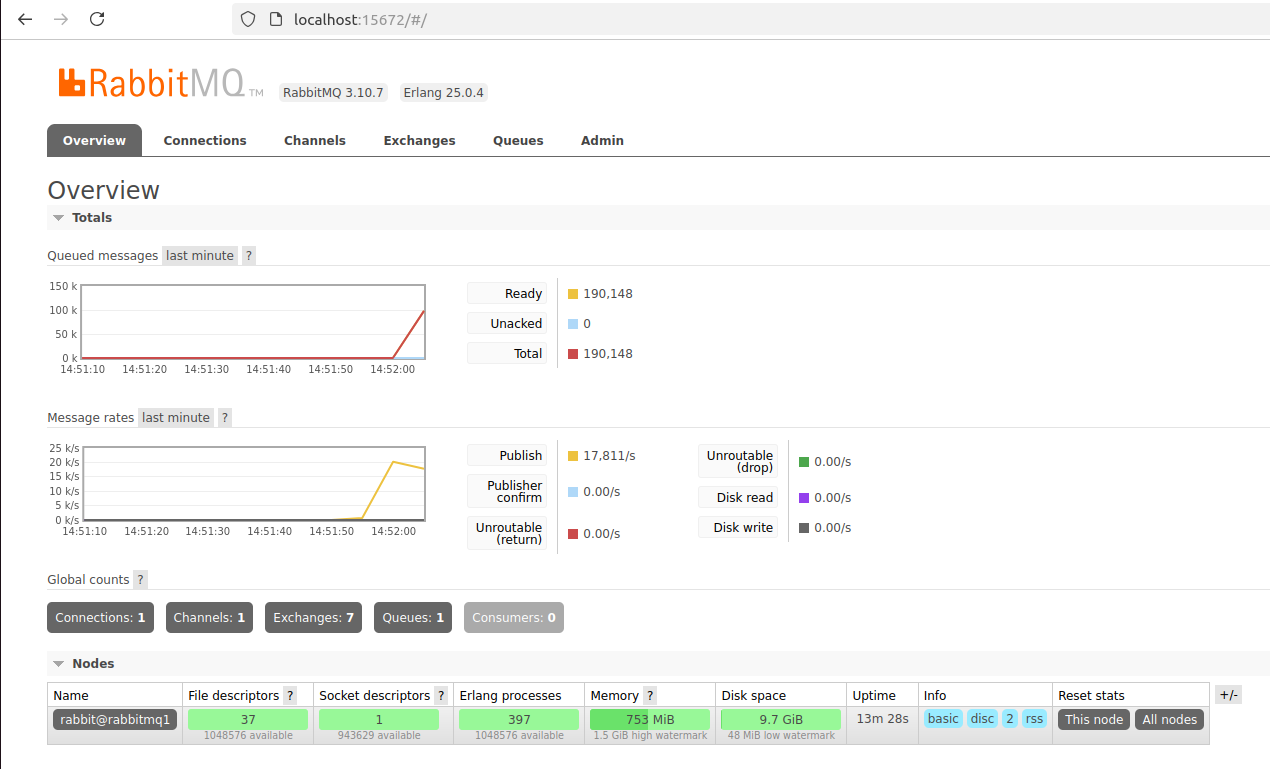 localhost:15672/#/
RabbitMQ TM RabbitMQ 3.10.7 Erlang 25.0.4
Overview Connections Channels Exchanges Queues Admin
Overview
Totals
Queued messages last minute ?
150 k
100 k
50 k
0 k
14:51:10 14:51:20 14:51:30 14:51:40 14:51:50 14:52:00
Ready 190,148
Unacked 0
Total 190,148
Message rates last minute ?
25 k/s
20 k/s
15 k/s
10 k/s
5 k/s
0 k/s
14:51:10 14:51:20 14:51:30 14:51:40 14:51:50 14:52:00
Publish 17,811/s
Publisher
confirm 0.00/s
Unroutable
(return) 0.00/s
Unroutable
(drop) 0.00/s
Disk read 0.00/s
Disk write 0.00/s
Global counts ?
Connections: 1 Channels: 1 Exchanges: 7 Queues: 1 Consumers: 0
Nodes
Name File descriptors ? Socket descriptors ? Erlang processes Memory ? Disk space Uptime Info Reset stats +/-
rabbit@rabbitmq1 37 1 397 753 MiB 9.7 GiB 13m 28s basic disc 2 rss This node All nodes
1048576 available 943629 available 1048576 available 1.5 GiB high watermark 48 MiB low watermark